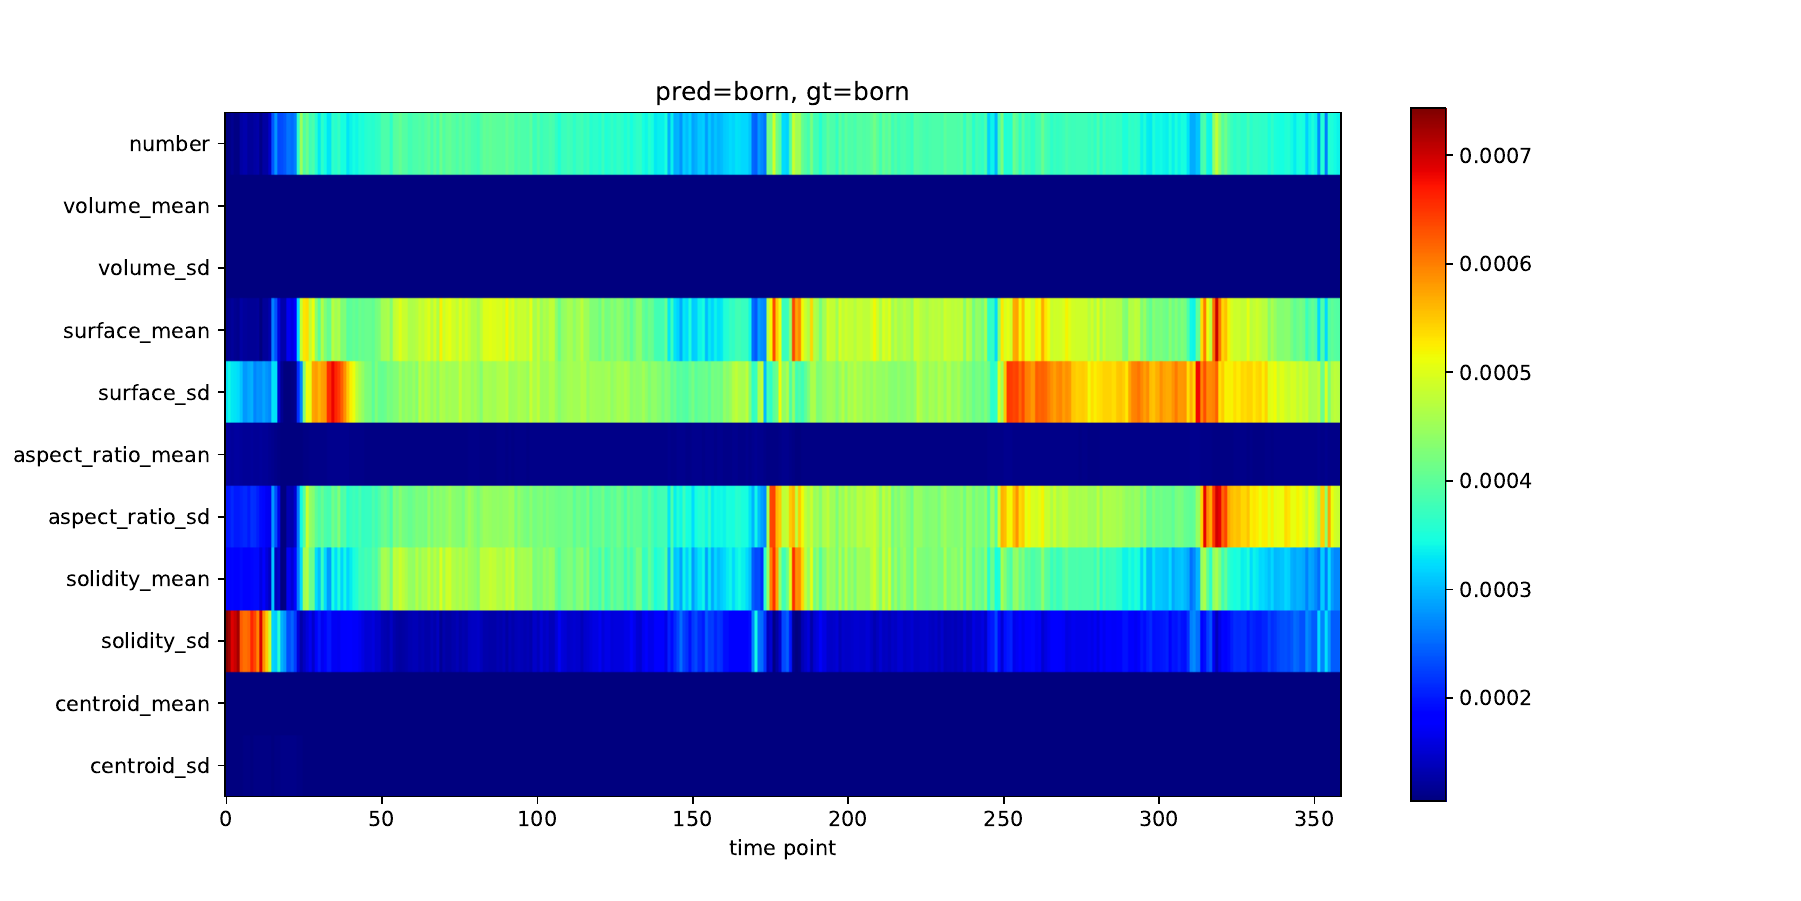 pred=born, gt=born
number
volume_mean
volume_sd
surface_mean
surface_sd
aspect_ratio_mean
aspect_ratio_sd
solidity_mean
solidity_sd
centroid_mean
centroid_sd
0 50 100 150 200 250 300 350
time point
0.0007
0.0006
0.0005
0.0004
0.0003
0.0002